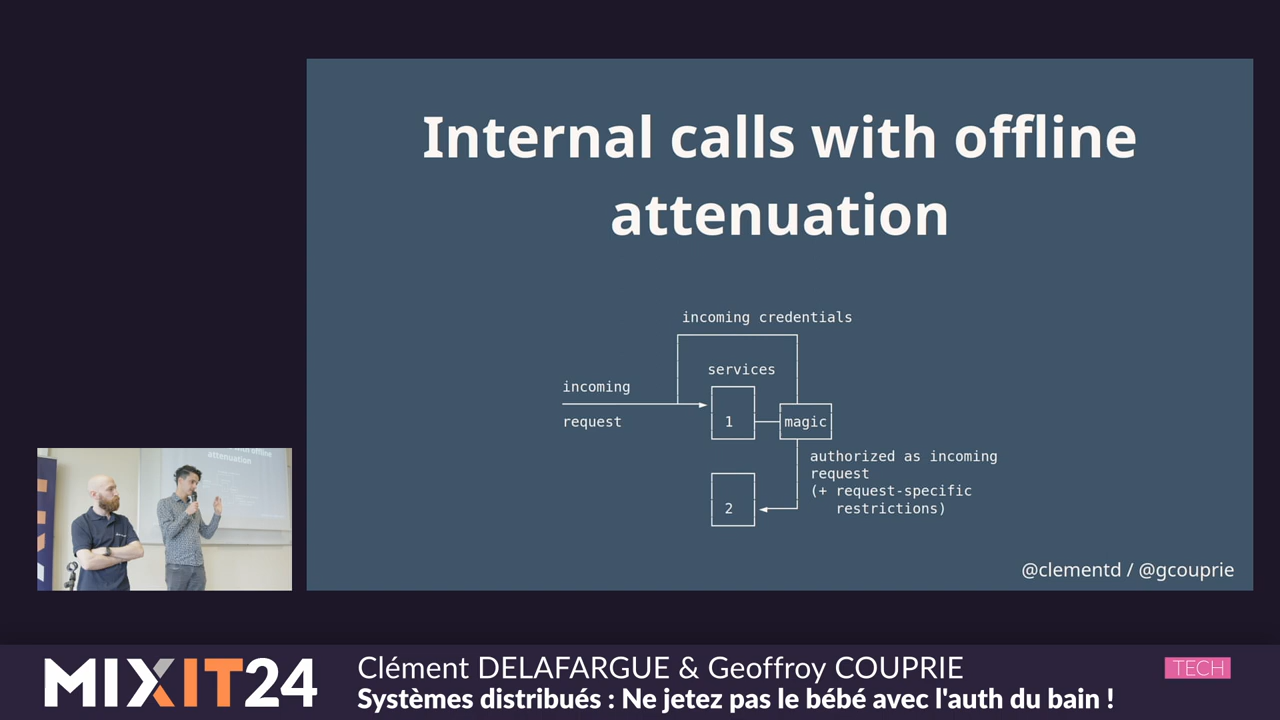 Internal calls with offline
attenuation
incoming credentials
services
incoming
request
1
magic
authorized as incoming
request
(+ request-specific
restrictions)
2
@clementd / @gcouprie
MIXIT24
Clément DELAFARGUE & Geoffroy COUPRIE
TECH
Systèmes distribués : Ne jetez pas le bébé avec l'auth du bain !